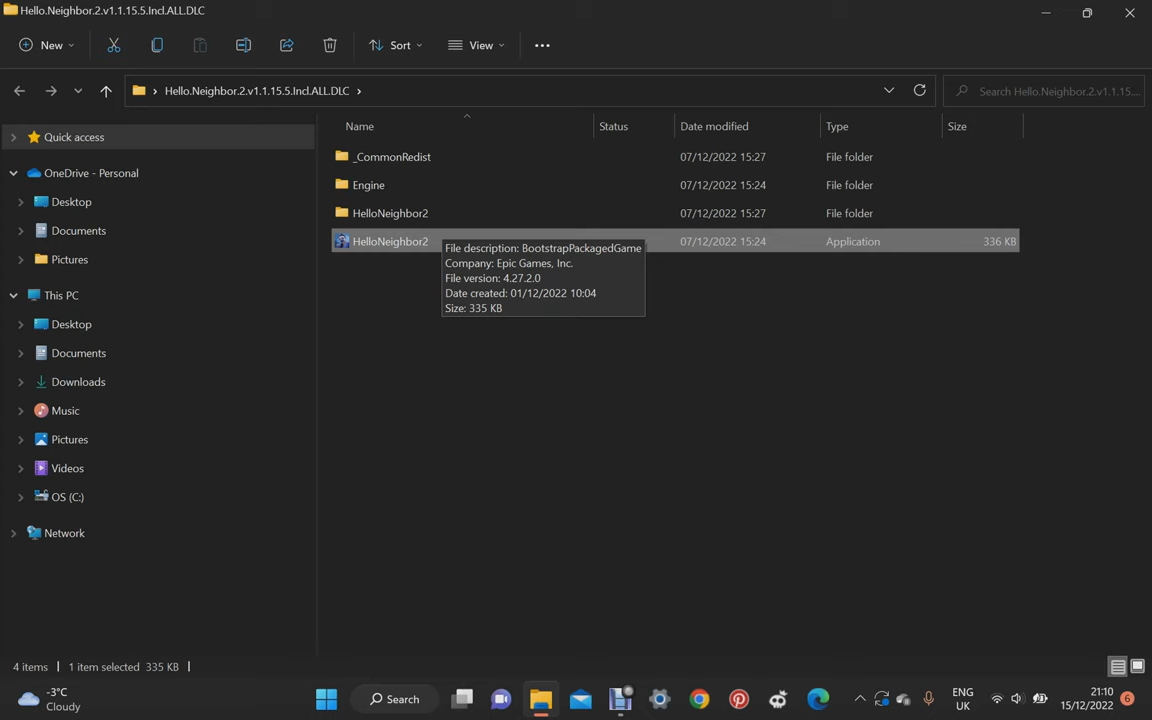 Hello.Neighbor.2.v1.1.15.5.Incl.ALL.DLC
New
Sort
View
Hello.Neighbor.2.v1.1.15.5.Incl.ALL.DLC
Search Hello.Neighbor.2.v1.1.15....
Name Status Date modified Type Size
Quick access
OneDrive - Personal
Desktop
Documents
Pictures
This PC
Desktop
Documents
Downloads
Music
Pictures
Videos
OS (C:)
Network
_CommonRedist 07/12/2022 15:27 File folder
Engine 07/12/2022 15:24 File folder
HelloNeighbor2 07/12/2022 15:27 File folder
HelloNeighbor2 07/12/2022 15:24 Application 336 KB
File description: BootstrapPackagedGame
Company: Epic Games, Inc.
File version: 4.27.2.0
Date created: 01/12/2022 10:04
Size: 335 KB
4 items 1 item selected 335 KB
-3°C
Cloudy
Search
ENG
UK
21:10
15/12/2022
6